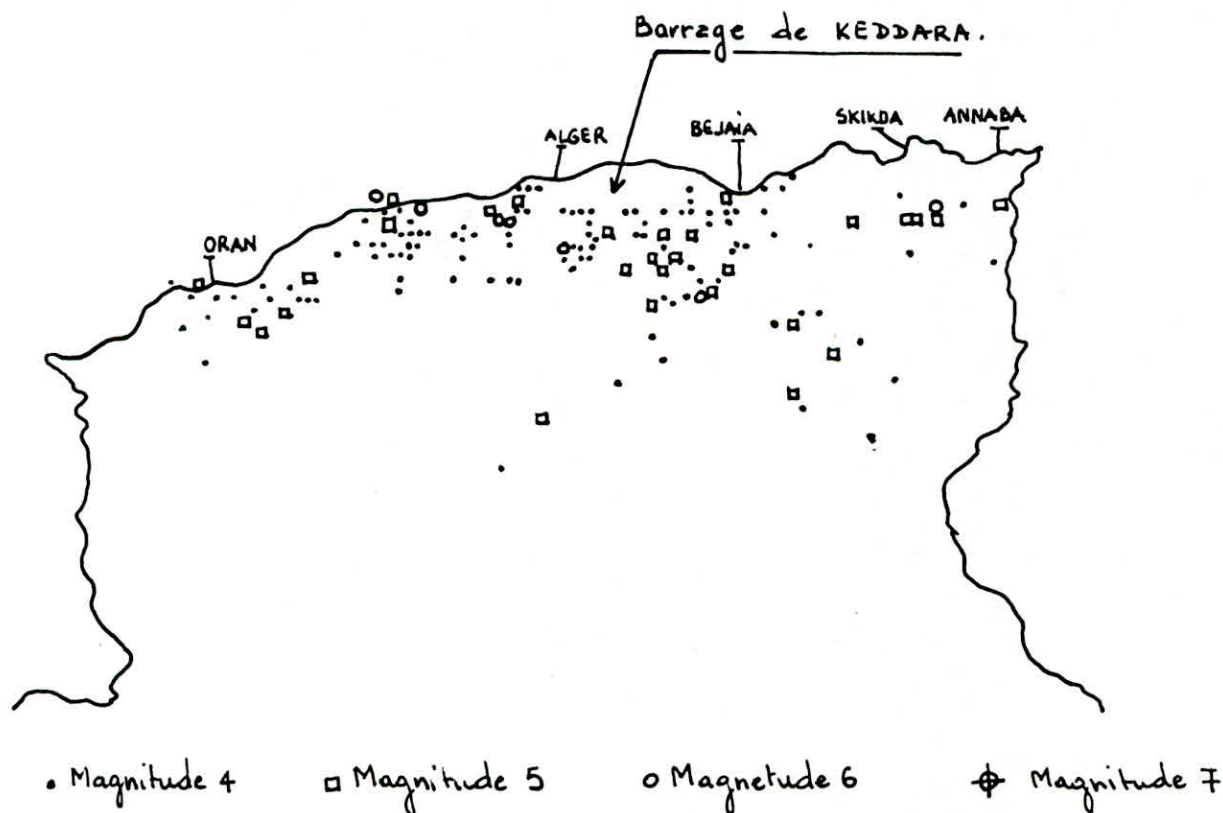 Barrage de KEDDARA.
ALGER
BEJAIA
SKIKDA
ANNABA
ORAN
Magnitude 4
Magnitude 5
Magnetude 6
Magnitude 7